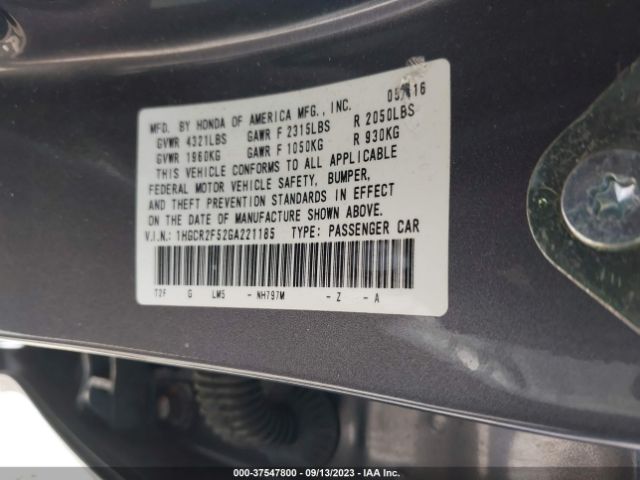 05/16
MFD. BY HONDA OF AMERICA MFG., INC.
GVWR 4321LBS GAWR F 2315LBS R 2050LBS
GVWR 1960KG GAWR F 1050KG R 930KG
THIS VEHICLE CONFORMS TO ALL APPLICABLE
FEDERAL MOTOR VEHICLE SAFETY, BUMPER,
AND THEFT PREVENTION STANDARDS IN EFFECT
ON THE DATE OF MANUFACTURE SHOWN ABOVE.
V.I.N.: 1HGCR2F52GA221185 TYPE: PASSENGER CAR
T2F G LM5 - NH797M - Z - A
000-37547800 - 09/13/2023 - IAA Inc.